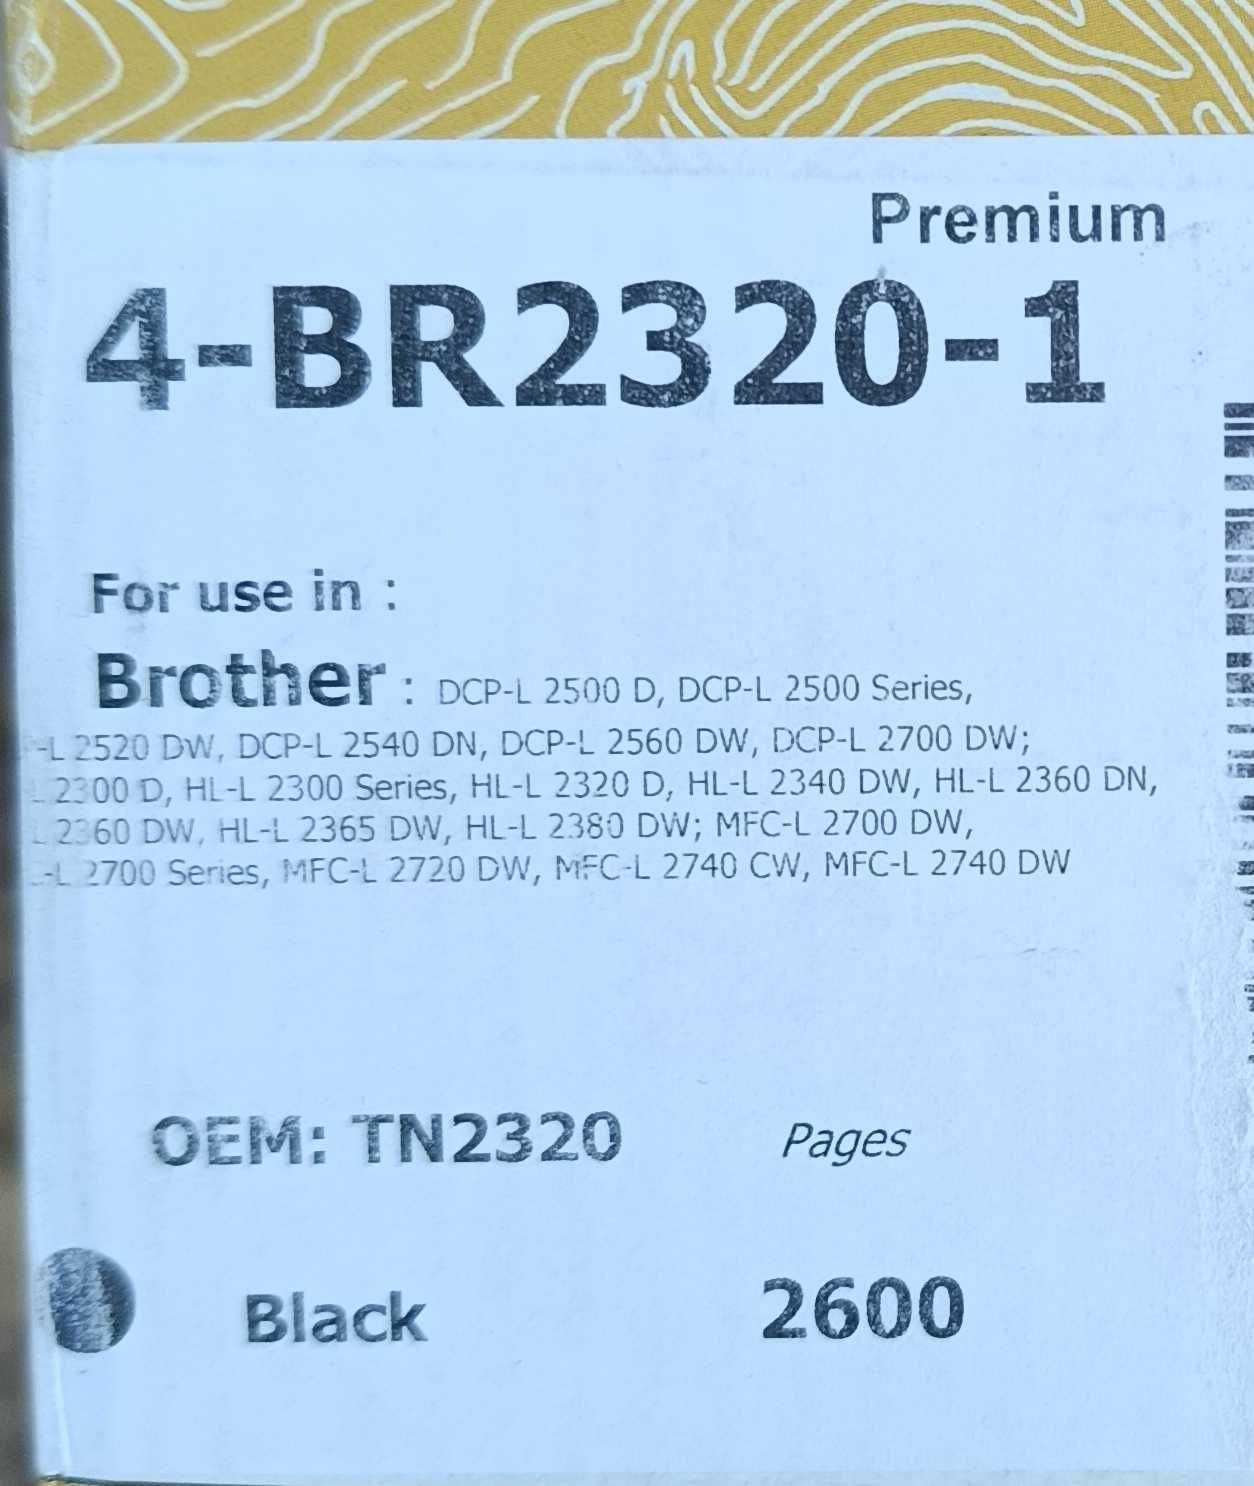 Premium
4-BR2320-1
For use in :
Brother : DCP-L 2500 D, DCP-L 2500 Series,
-L 2520 DW, DCP-L 2540 DN, DCP-L 2560 DW, DCP-L 2700 DW;
2300 D, HL-L 2300 Series, HL-L 2320 D, HL-L 2340 DW, HL-L 2360 DN,
2360 DW, HL-L 2365 DW, HL-L 2380 DW; MFC-L 2700 DW,
-L 2700 Series, MFC-L 2720 DW, MFC-L 2740 CW, MFC-L 2740 DW
OEM: TN2320 Pages
Black 2600